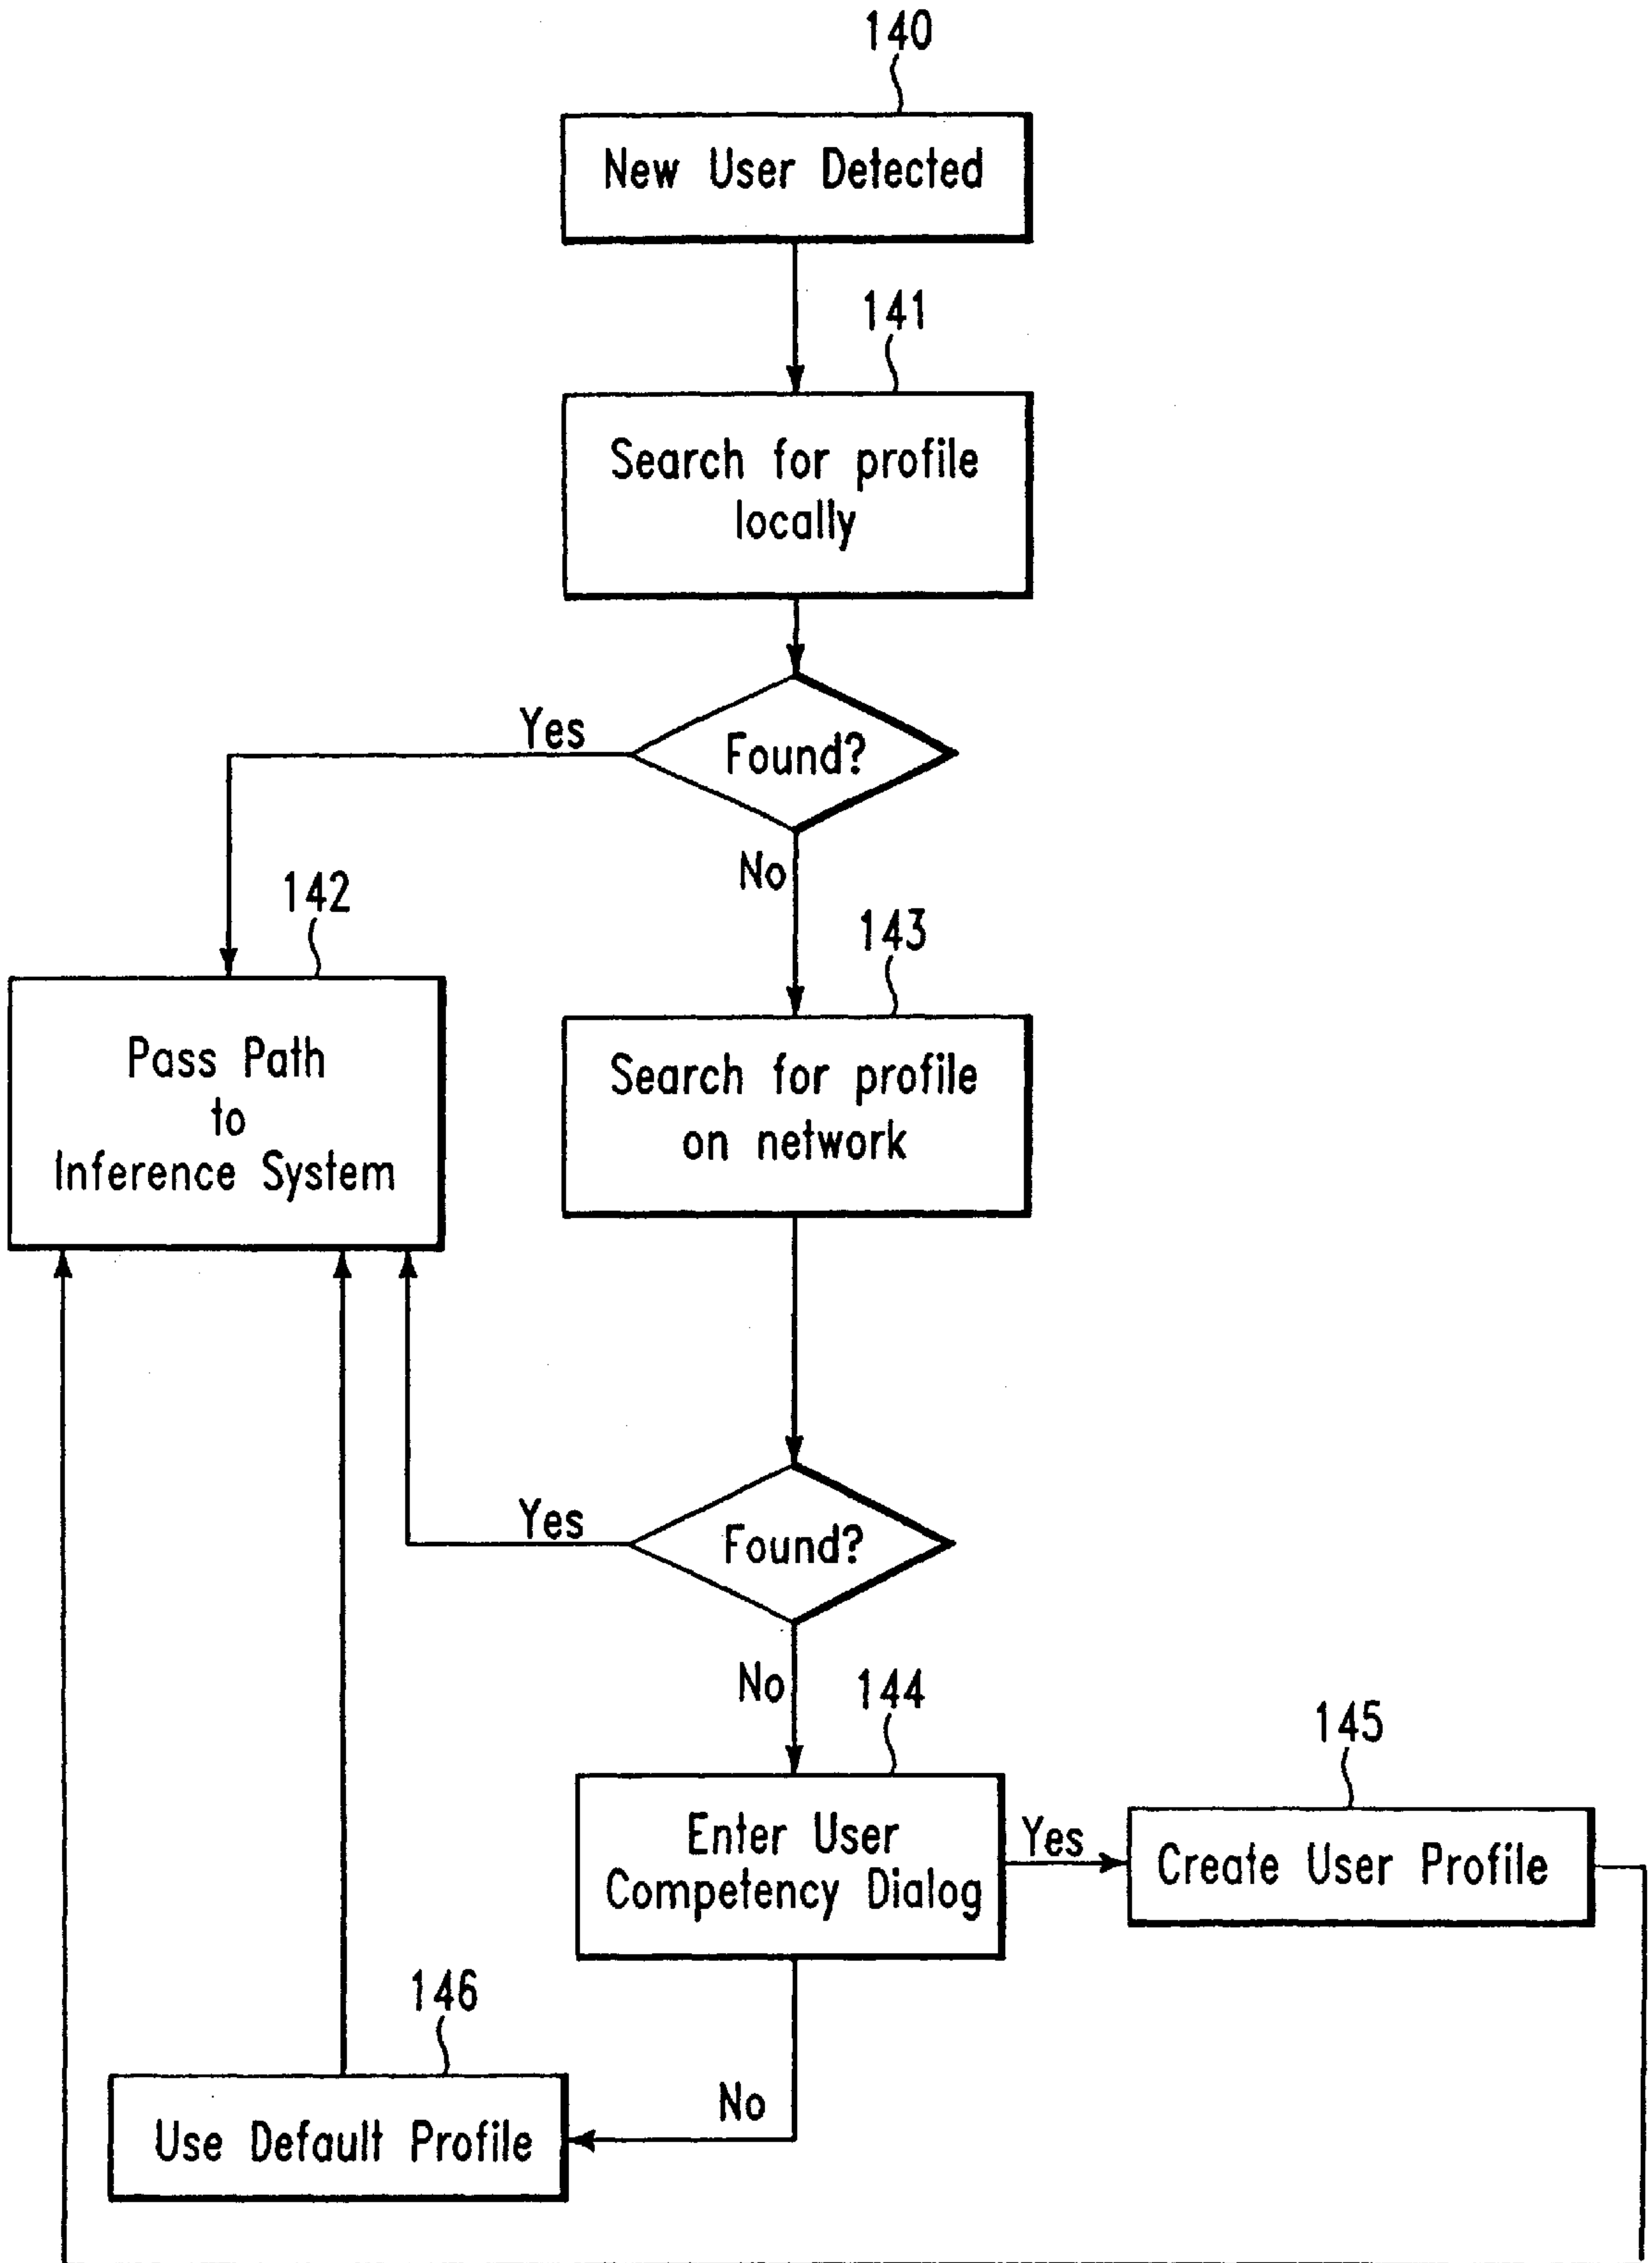 140
New User Detected
141
Search for profile
locally
Yes
Found?
No
142
Pass Path
to
Inference System
143
Search for profile
on network
Yes
Found?
No
144
Enter User
Competency Dialog
Yes
145
Create User Profile
146
No
Use Default Profile